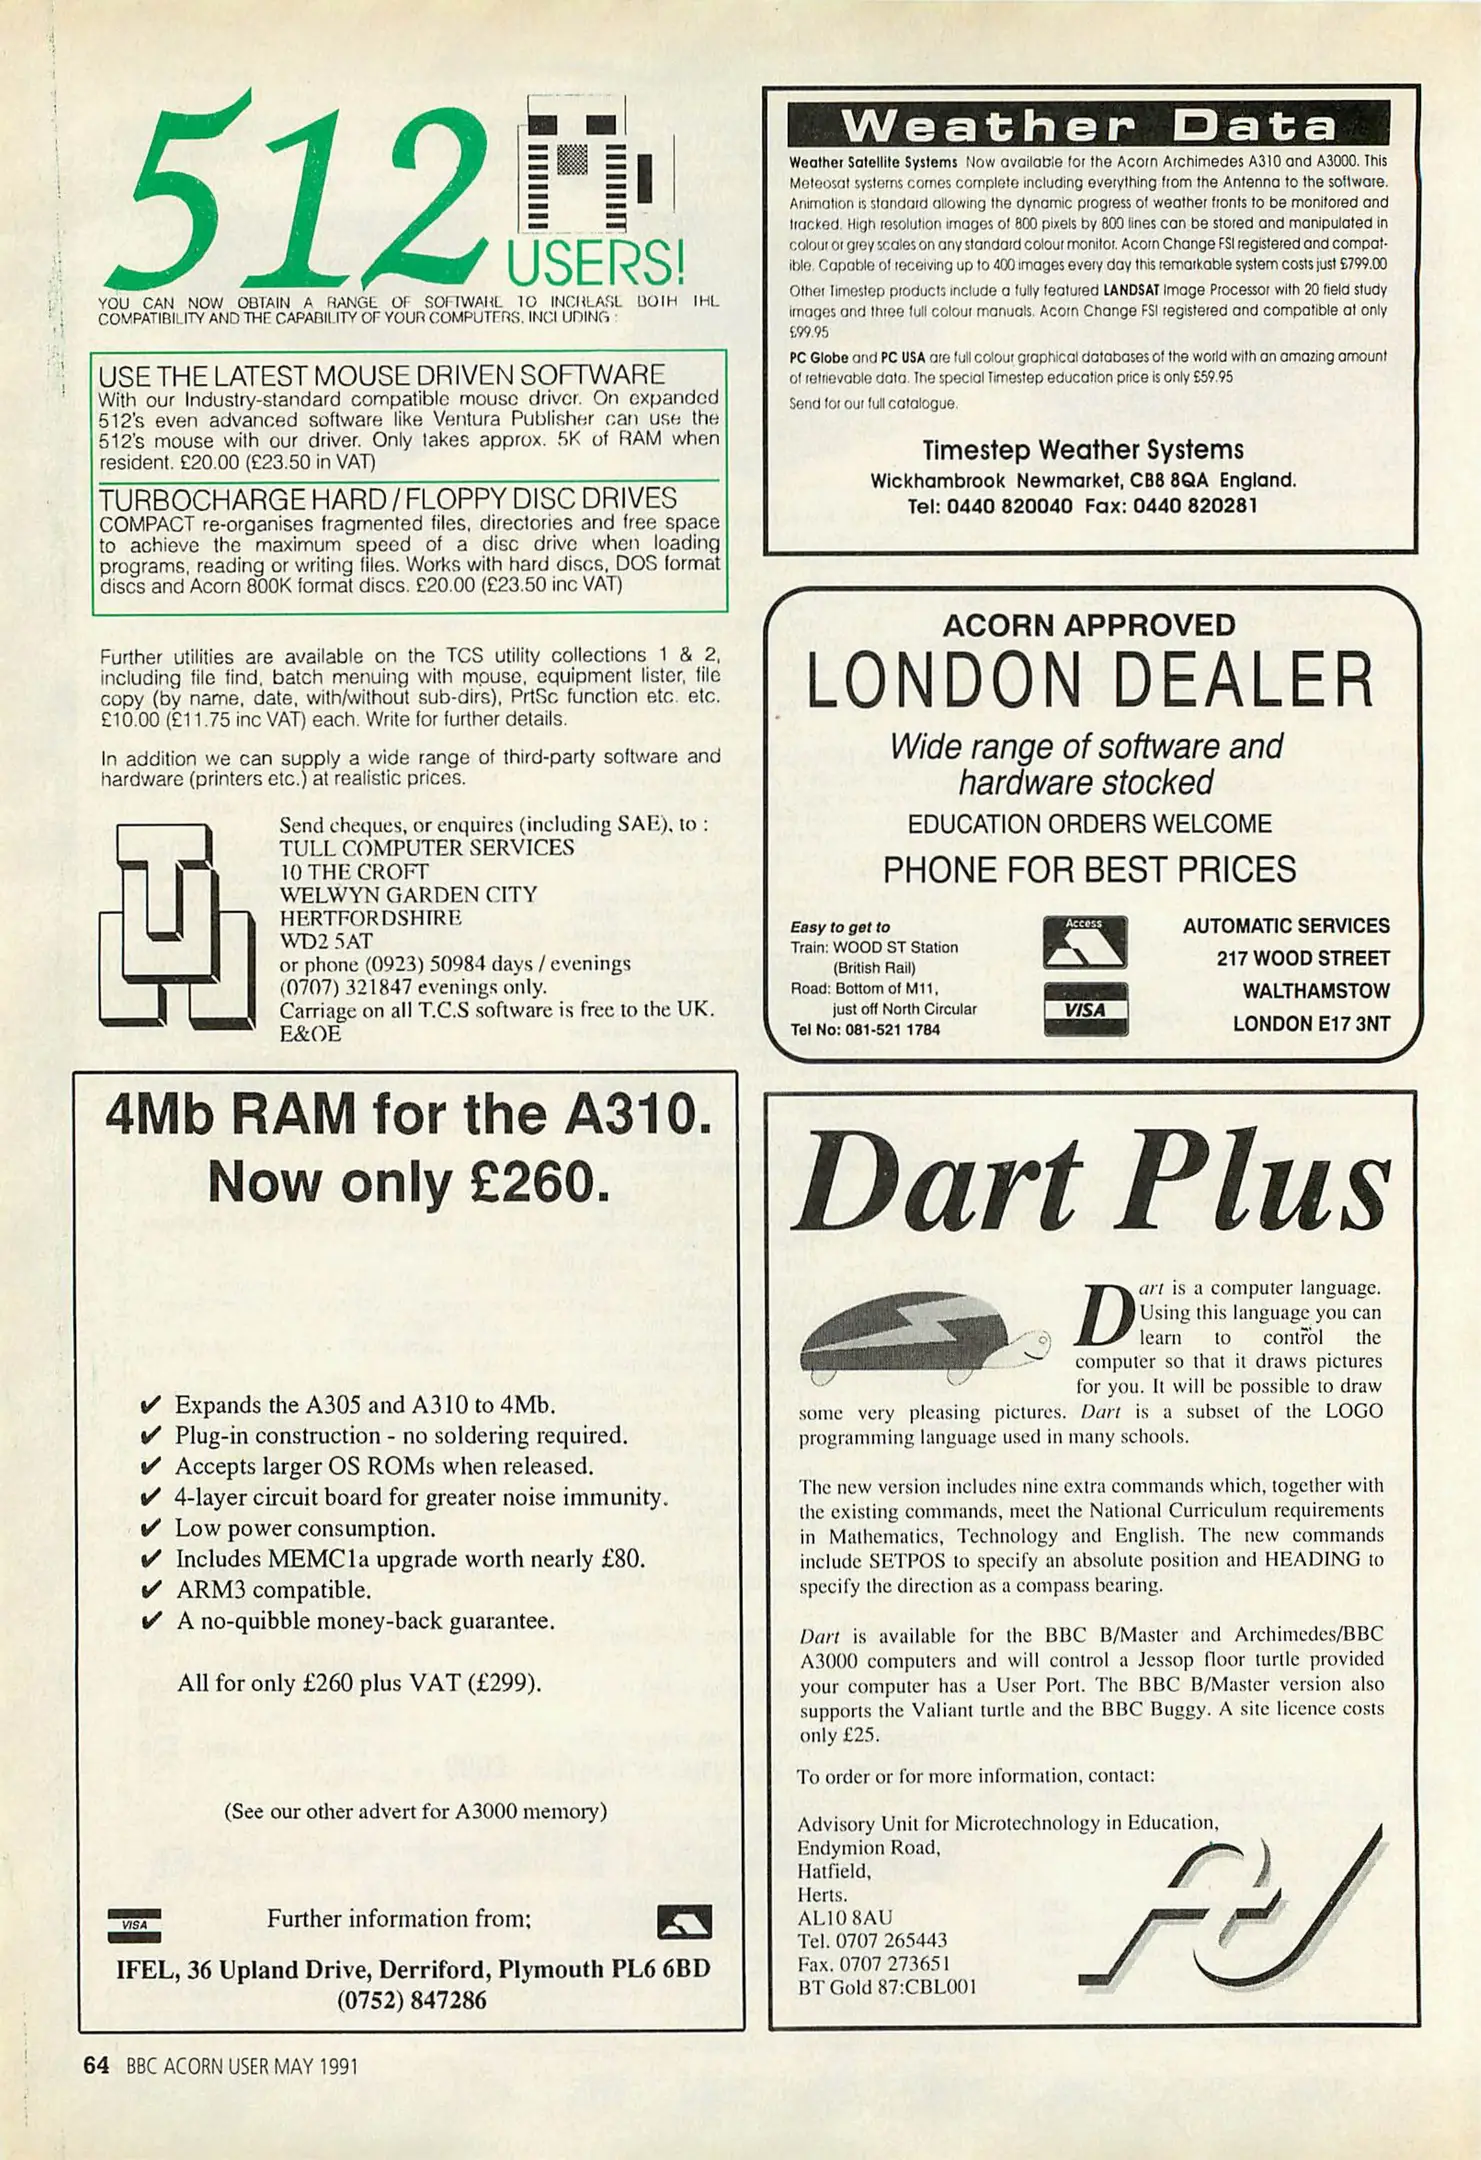 512
USERS!
YOU CAN NOW OBTAIN A RANGE OF SOFTWARE TO INCREASE BOTH THE
COMPATIBILITY AND THE CAPABILITY OF YOUR COMPUTERS, INCLUDING :
USE THE LATEST MOUSE DRIVEN SOFTWARE
With our Industry-standard compatible mouse driver. On expanded
512's even advanced software like Ventura Publisher can use the
512's mouse with our driver. Only takes approx. 5K of RAM when
resident. £20.00 (£23.50 in VAT)
TURBOCHARGE HARD / FLOPPY DISC DRIVES
COMPACT re-organises fragmented files, directories and free space
to achieve the maximum speed of a disc drive when loading
programs, reading or writing files. Works with hard discs, DOS format
discs and Acorn 800K format discs. £20.00 (£23.50 inc VAT)
Further utilities are available on the TCS utility collections 1 & 2,
including file find, batch menuing with mouse, equipment lister, file
copy (by name, date, with/without sub-dirs), PrtSc function etc. etc.
£10.00 (£11.75 inc VAT) each. Write for further details.
In addition we can supply a wide range of third-party software and
hardware (printers etc.) at realistic prices.
Send cheques, or enquires (including SAE), to :
TULL COMPUTER SERVICES
10 THE CROFT
WELWYN GARDEN CITY
HERTFORDSHIRE
WD2 5AT
or phone (0923) 50984 days / evenings
(0707) 321847 evenings only.
Carriage on all T.C.S software is free to the UK.
E&OE
4Mb RAM for the A310.
Now only £260.
✔ Expands the A305 and A310 to 4Mb.
✔ Plug-in construction - no soldering required.
✔ Accepts larger OS ROMs when released.
✔ 4-layer circuit board for greater noise immunity.
✔ Low power consumption.
✔ Includes MEMC1a upgrade worth nearly £80.
✔ ARM3 compatible.
✔ A no-quibble money-back guarantee.
All for only £260 plus VAT (£299).
(See our other advert for A3000 memory)
VISA
Further information from;
IFEL, 36 Upland Drive, Derriford, Plymouth PL6 6BD
(0752) 847286
Weather Data
Weather Satellite Systems Now available for the Acorn Archimedes A310 and A3000. This
Meteosat systems comes complete including everything from the Antenna to the software.
Animation is standard allowing the dynamic progress of weather fronts to be monitored and
tracked. High resolution images of 800 pixels by 800 lines can be stored and manipulated in
colour or grey scales on any standard colour monitor. Acorn Change FSI registered and compat-
ible. Capable of receiving up to 400 images every day this remarkable system costs just £799.00
Other Timestep products include a fully featured LANDSAT Image Processor with 20 field study
images and three full colour manuals. Acorn Change FSI registered and compatible at only
£99.95
PC Globe and PC USA are full colour graphical databases of the world with an amazing amount
of retrievable data. The special Timestep education price is only £59.95
Send for our full catalogue.
Timestep Weather Systems
Wickhambrook Newmarket, CB8 8QA England.
Tel: 0440 820040 Fax: 0440 820281
ACORN APPROVED
LONDON DEALER
Wide range of software and
hardware stocked
EDUCATION ORDERS WELCOME
PHONE FOR BEST PRICES
Easy to get to
Train: WOOD ST Station
(British Rail)
Road: Bottom of M11,
just off North Circular
Tel No: 081-521 1784
Access
VISA
AUTOMATIC SERVICES
217 WOOD STREET
WALTHAMSTOW
LONDON E17 3NT
Dart Plus
Dart is a computer language.
Using this language you can
learn to control the
computer so that it draws pictures
for you. It will be possible to draw
some very pleasing pictures. Dart is a subset of the LOGO
programming language used in many schools.
The new version includes nine extra commands which, together with
the existing commands, meet the National Curriculum requirements
in Mathematics, Technology and English. The new commands
include SETPOS to specify an absolute position and HEADING to
specify the direction as a compass bearing.
Dart is available for the BBC B/Master and Archimedes/BBC
A3000 computers and will control a Jessop floor turtle provided
your computer has a User Port. The BBC B/Master version also
supports the Valiant turtle and the BBC Buggy. A site licence costs
only £25.
To order or for more information, contact:
Advisory Unit for Microtechnology in Education,
Endymion Road,
Hatfield,
Herts.
AL10 8AU
Tel. 0707 265443
Fax. 0707 273651
BT Gold 87:CBL001
64 BBC ACORN USER MAY 1991